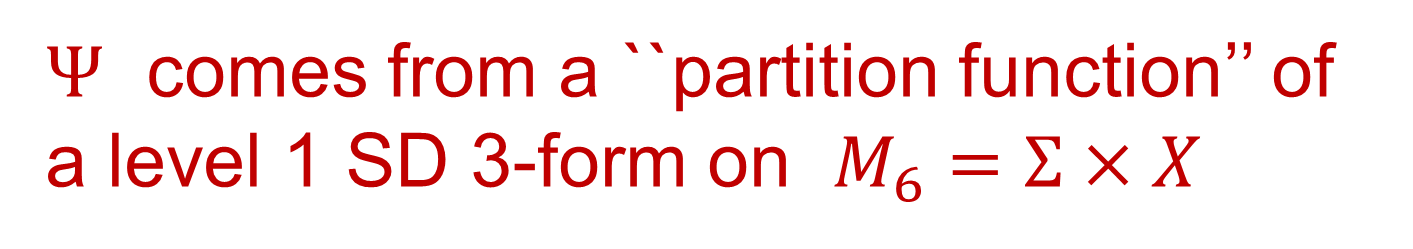 Ψ comes from a ``partition function’’ of
a level 1 SD 3-form on 𝑀₆ = Σ × 𝑋